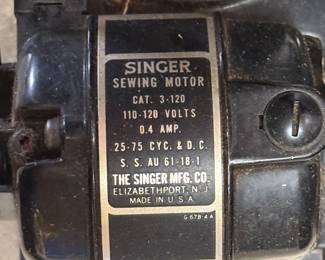 SINGER
SEWING MOTOR
CAT. 3-120
110-120 VOLTS
0.4 AMP.
25-75 CYC. & D.C.
S. S. AU 61-18-1
THE SINGER MFG. CO.
ELIZABETHPORT, N. J.
MADE IN U.S.A.
G 678-4 A